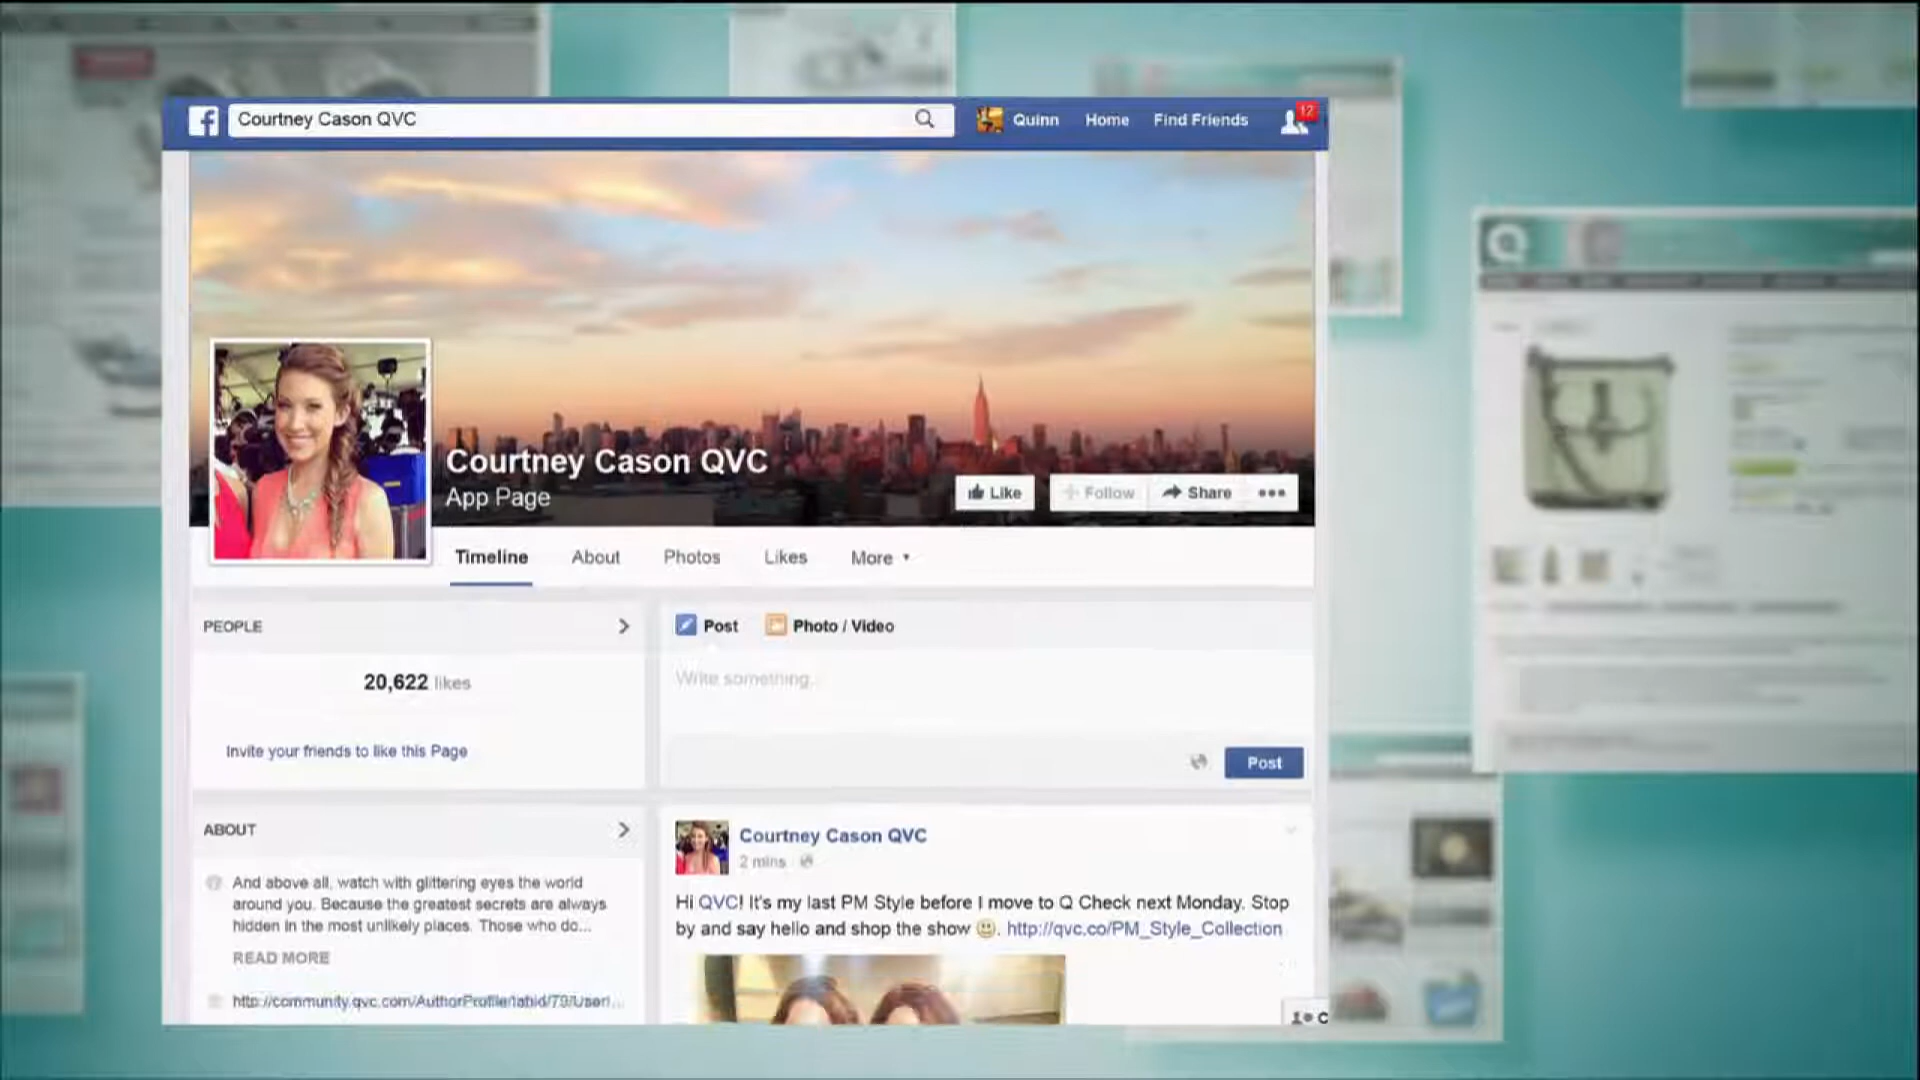 Courtney Cason QVC
Quinn Home Find Friends 12
Courtney Cason QVC
App Page
Like Follow Share
Timeline About Photos Likes More
PEOPLE
20,622 likes
Invite your friends to like this Page
Post Photo / Video
Write something...
Post
ABOUT
And above all, watch with glittering eyes the world
around you. Because the greatest secrets are always
hidden in the most unlikely places. Those who do...
READ MORE
Courtney Cason QVC
2 mins
Hi QVC! It's my last PM Style before I move to Q Check next Monday. Stop
by and say hello and shop the show 🙂. http://qvc.co/PM_Style_Collection